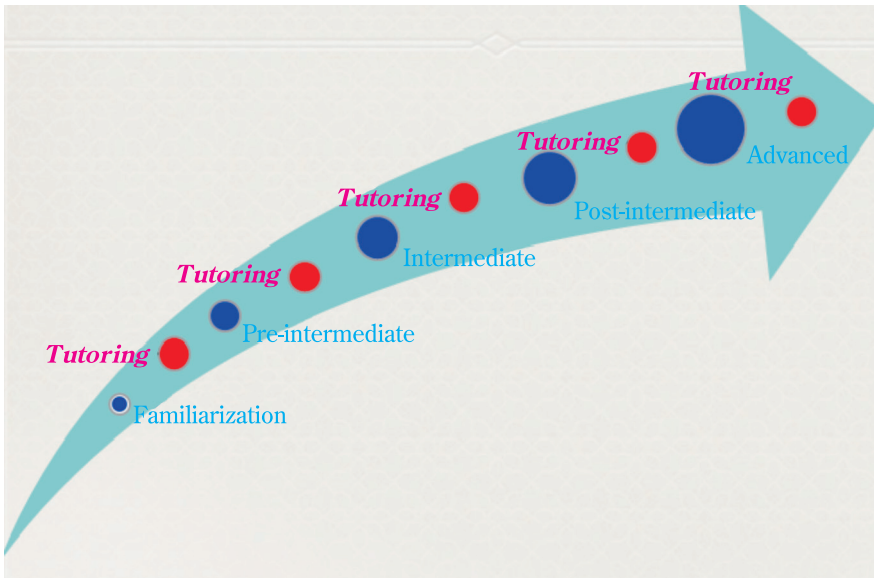 Tutoring
Advanced
Tutoring
Post-intermediate
Tutoring
Intermediate
Tutoring
Pre-intermediate
Tutoring
Familiarization